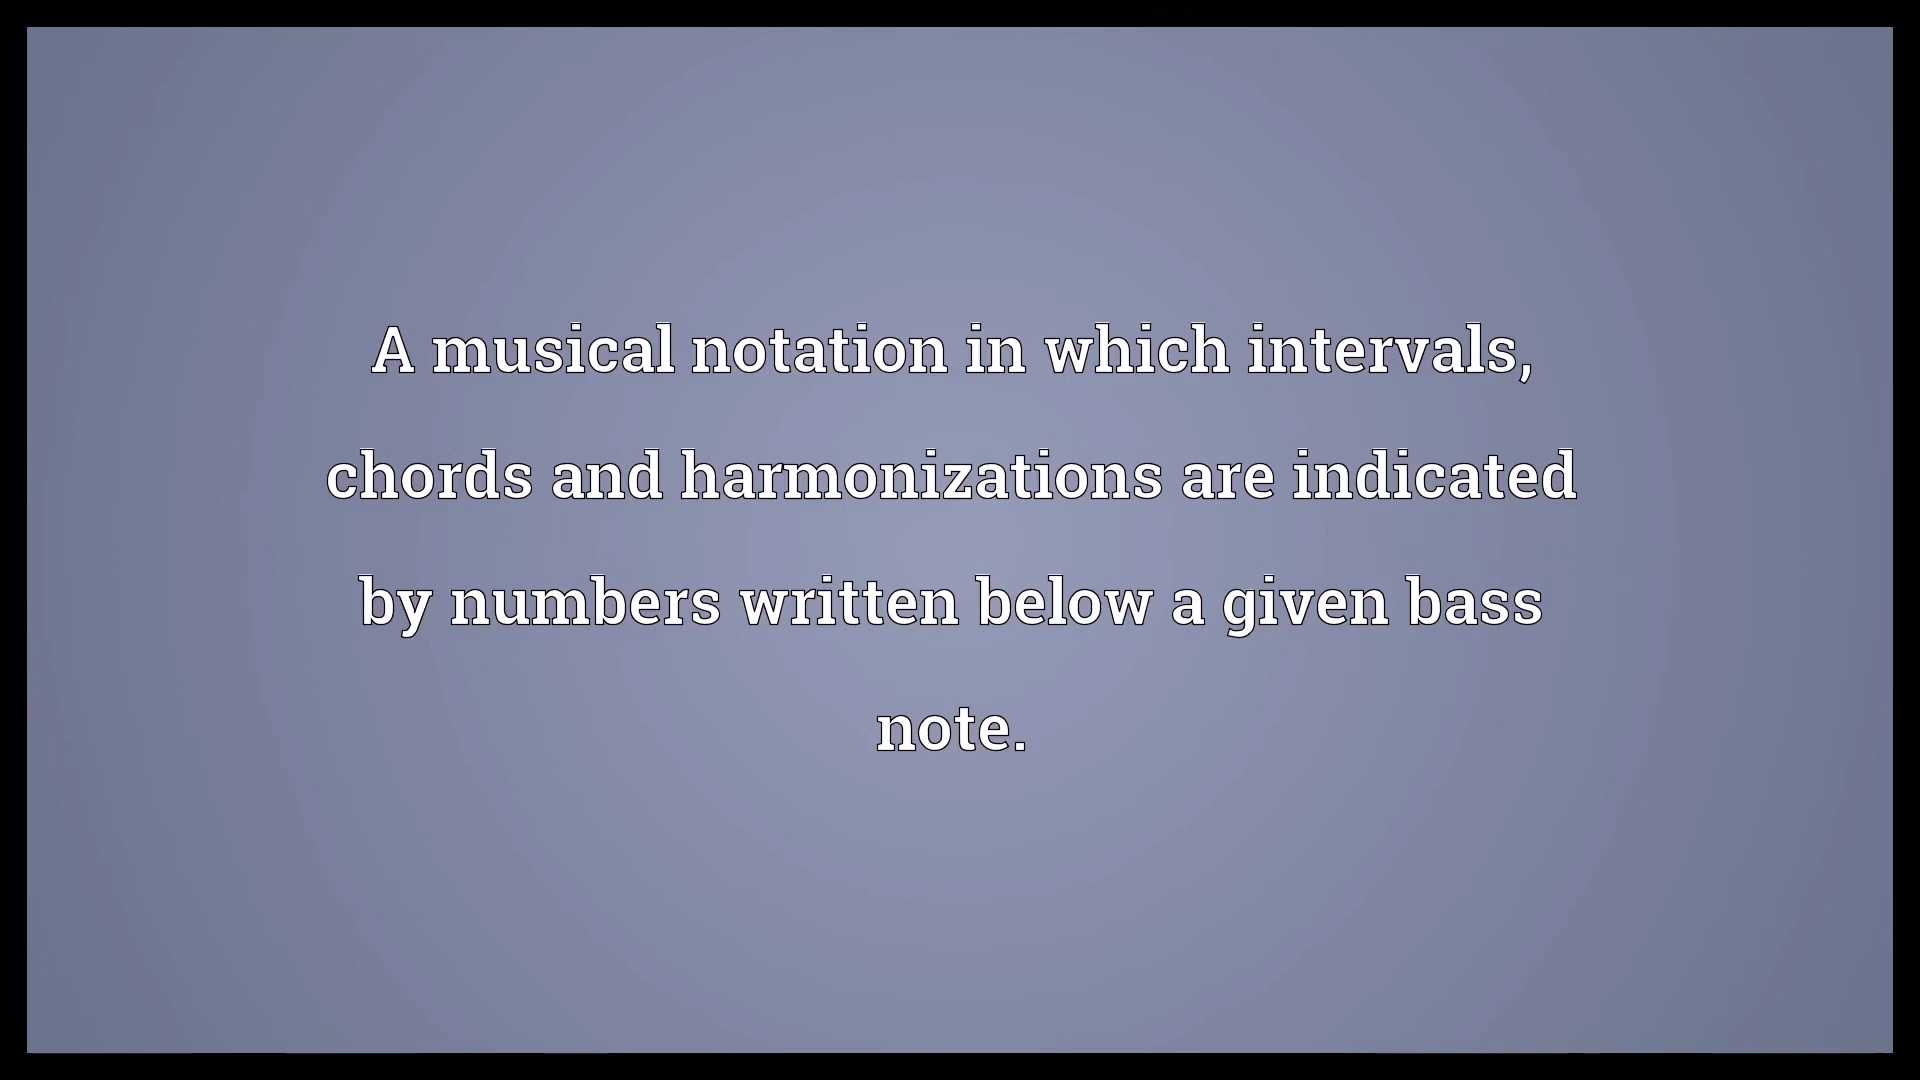 A musical notation in which intervals,
chords and harmonizations are indicated
by numbers written below a given bass
note.